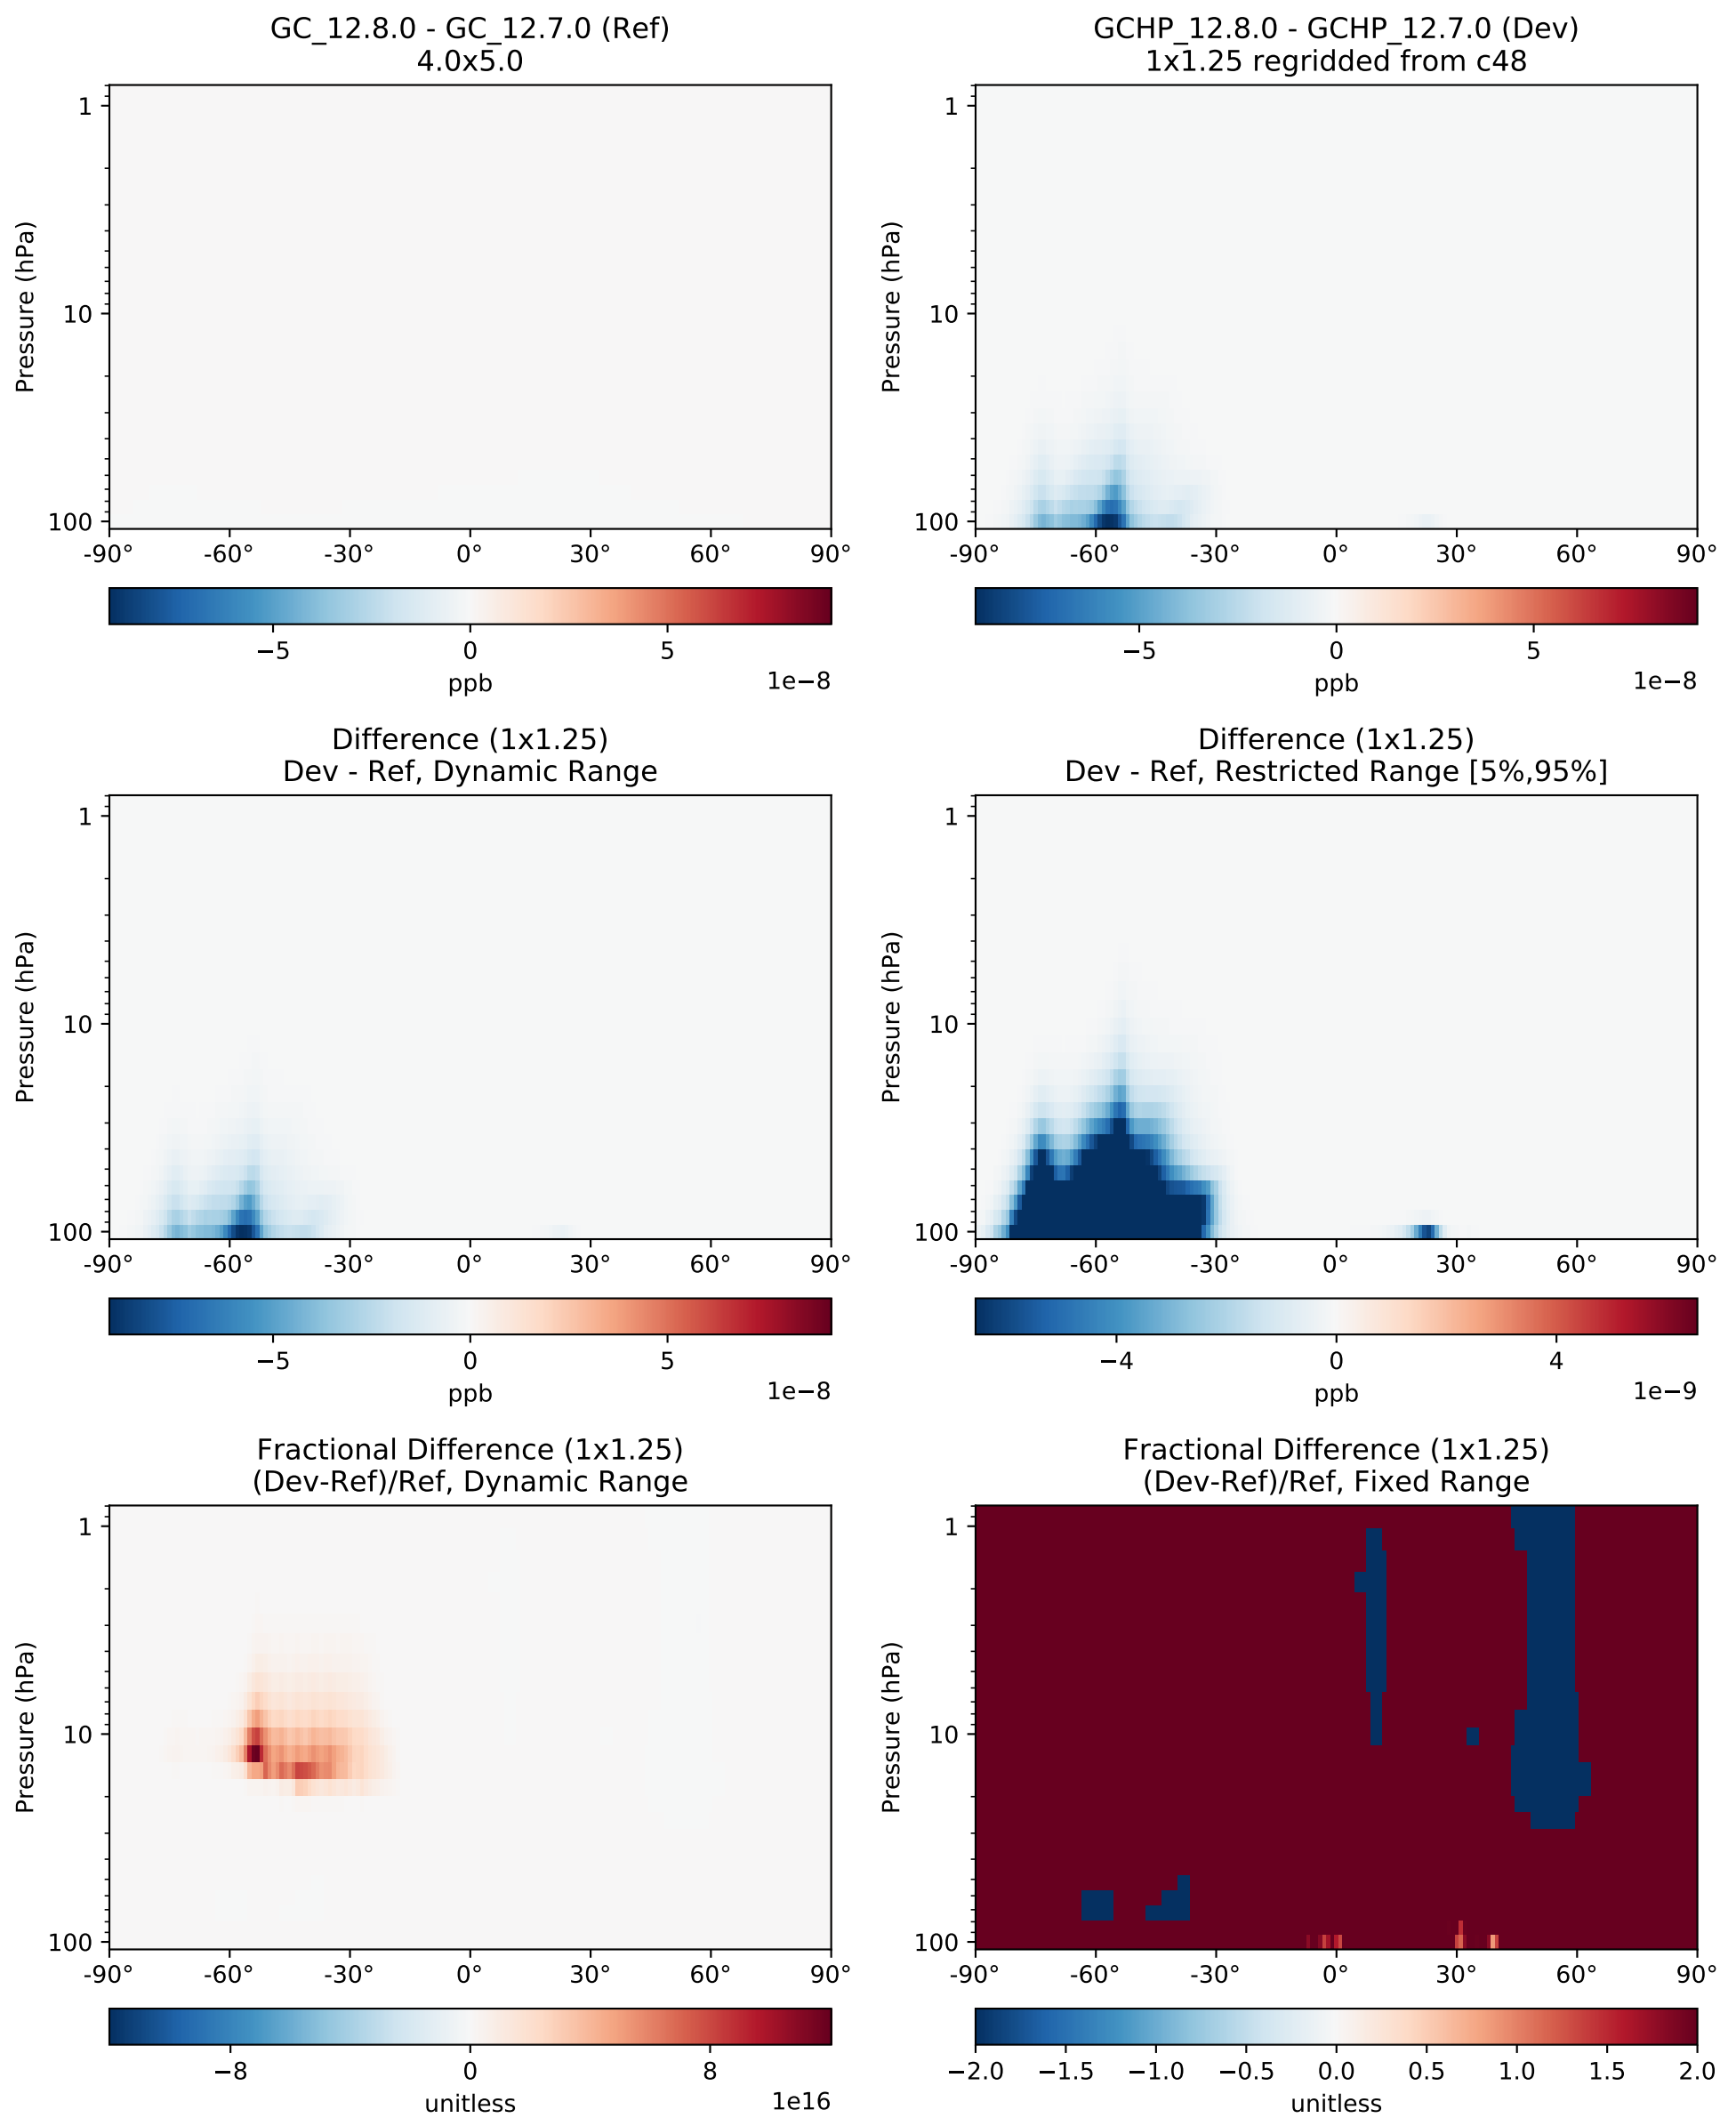 GC_12.8.0 - GC_12.7.0 (Ref)
4.0x5.0
Pressure (hPa)
1
10
100
-90° -60° -30° 0° 30° 60° 90°
−5 0 5
ppb
1e−8
GCHP_12.8.0 - GCHP_12.7.0 (Dev)
1x1.25 regridded from c48
Pressure (hPa)
1
10
100
-90° -60° -30° 0° 30° 60° 90°
−5 0 5
ppb
1e−8
Difference (1x1.25)
Dev - Ref, Dynamic Range
Pressure (hPa)
1
10
100
-90° -60° -30° 0° 30° 60° 90°
−5 0 5
ppb
1e−8
Difference (1x1.25)
Dev - Ref, Restricted Range [5%,95%]
Pressure (hPa)
1
10
100
-90° -60° -30° 0° 30° 60° 90°
−4 0 4
ppb
1e−9
Fractional Difference (1x1.25)
(Dev-Ref)/Ref, Dynamic Range
Pressure (hPa)
1
10
100
-90° -60° -30° 0° 30° 60° 90°
−8 0 8
unitless
1e16
Fractional Difference (1x1.25)
(Dev-Ref)/Ref, Fixed Range
Pressure (hPa)
1
10
100
-90° -60° -30° 0° 30° 60° 90°
−2.0 −1.5 −1.0 −0.5 0.0 0.5 1.0 1.5 2.0
unitless